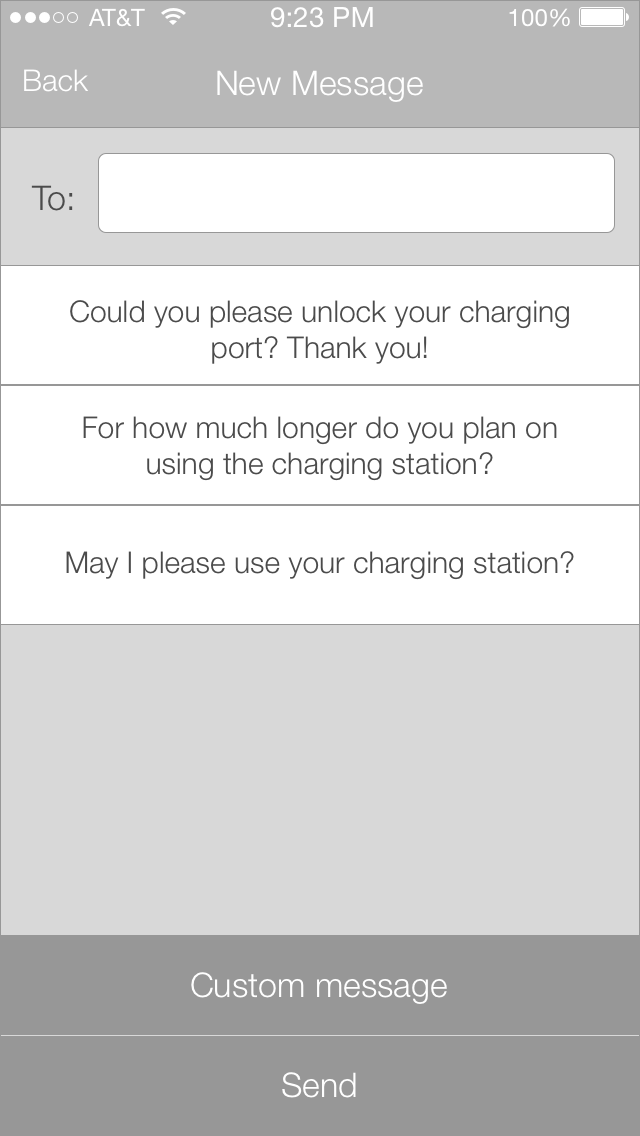 AT&T 9:23 PM 100%
Back New Message
To:
Could you please unlock your charging
port? Thank you!
For how much longer do you plan on
using the charging station?
May I please use your charging station?
Custom message
Send